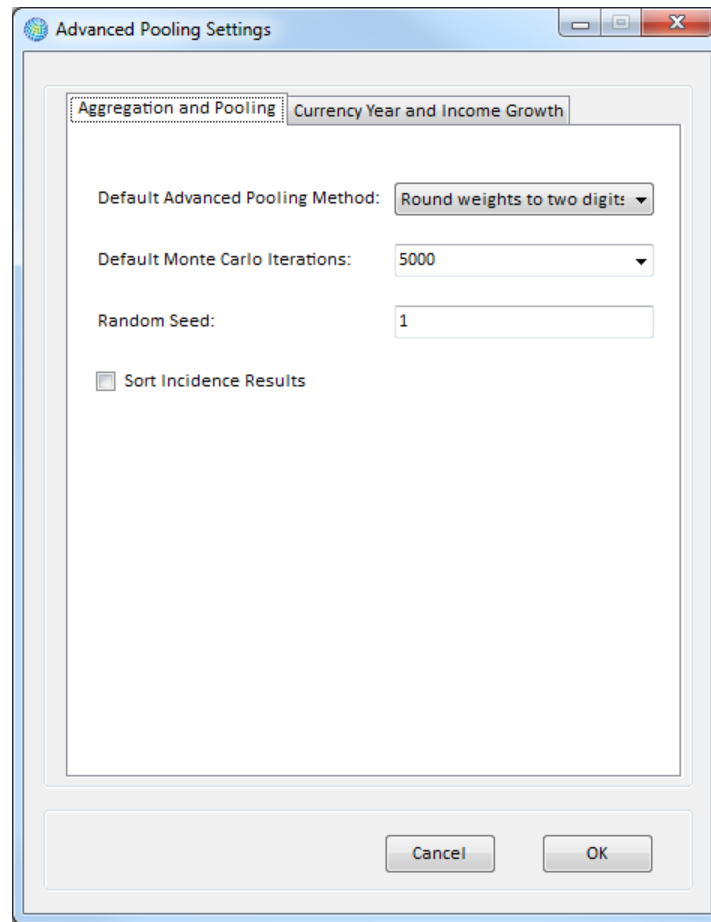 Advanced Pooling Settings
Aggregation and Pooling
Currency Year and Income Growth
Default Advanced Pooling Method:
Round weights to two digits
Default Monte Carlo Iterations:
5000
Random Seed:
1
Sort Incidence Results
Cancel
OK